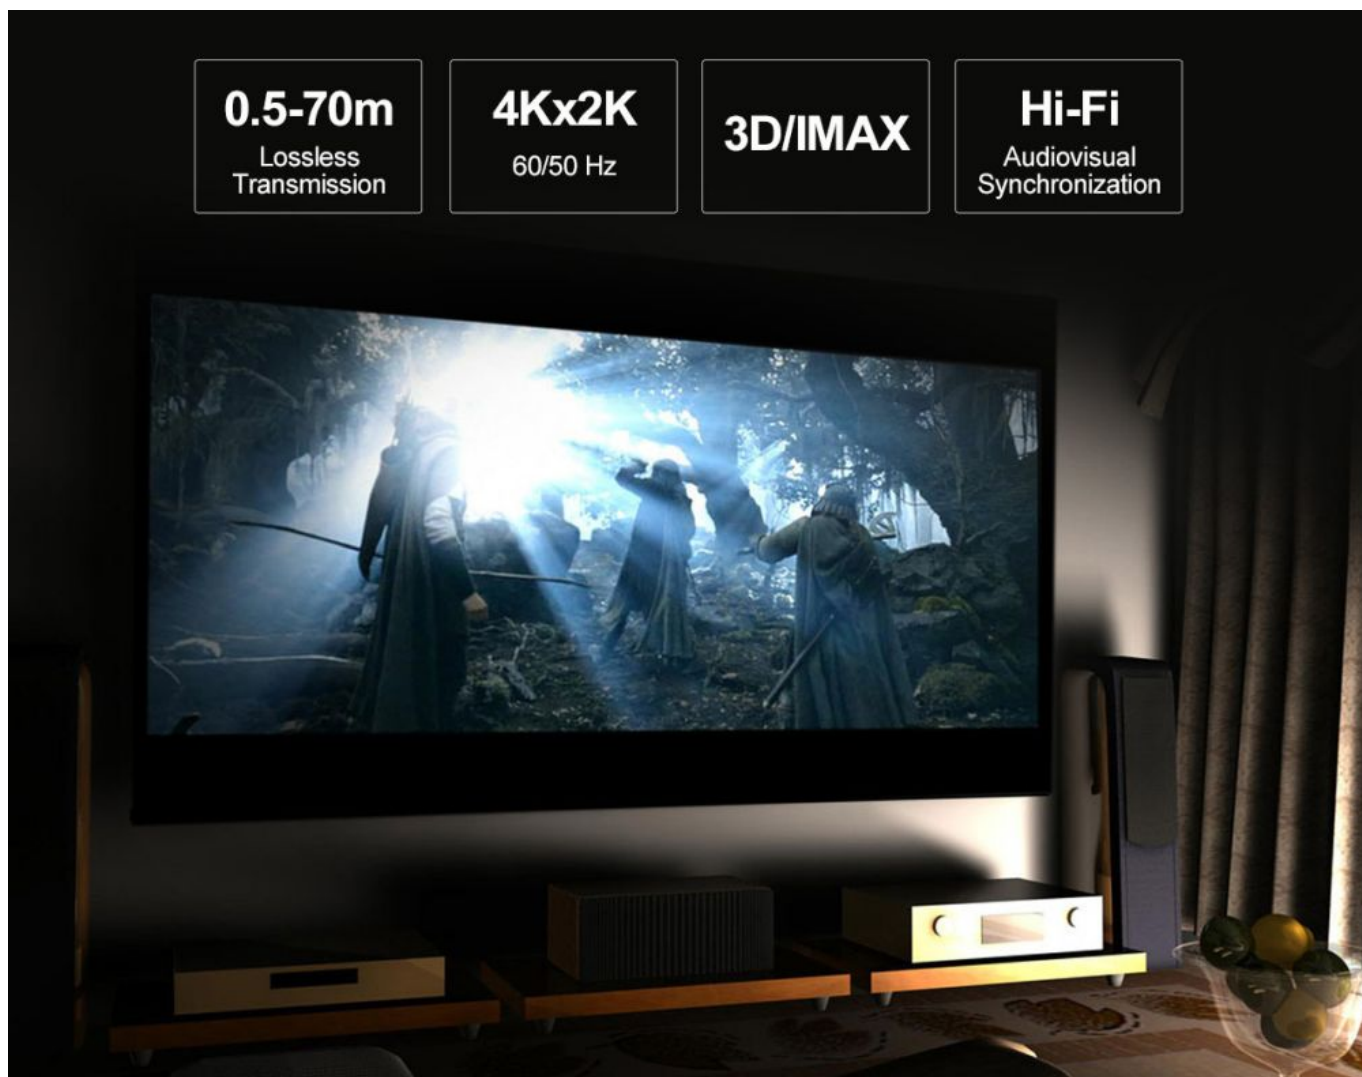 0.5-70m
Lossless
Transmission
4Kx2K
60/50 Hz
3D/IMAX
Hi-Fi
Audiovisual
Synchronization